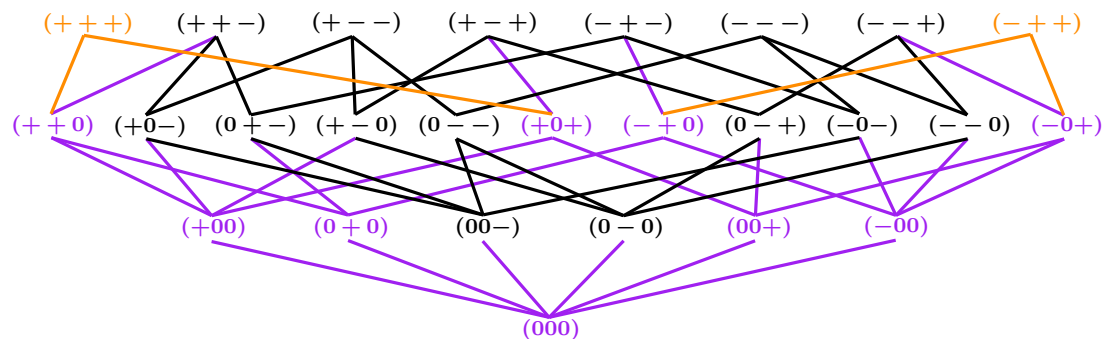 (+ + +) (+ + −) (+ − −) (+ − +) (− + −) (− − −) (− − +) (− + +)
(+ + 0) (+0−) (0 + −) (+ − 0) (0 − −) (+0+) (− + 0) (0 − +) (−0−) (− − 0) (−0+)
(+00) (0 + 0) (00−) (0 − 0) (00+) (−00)
(000)